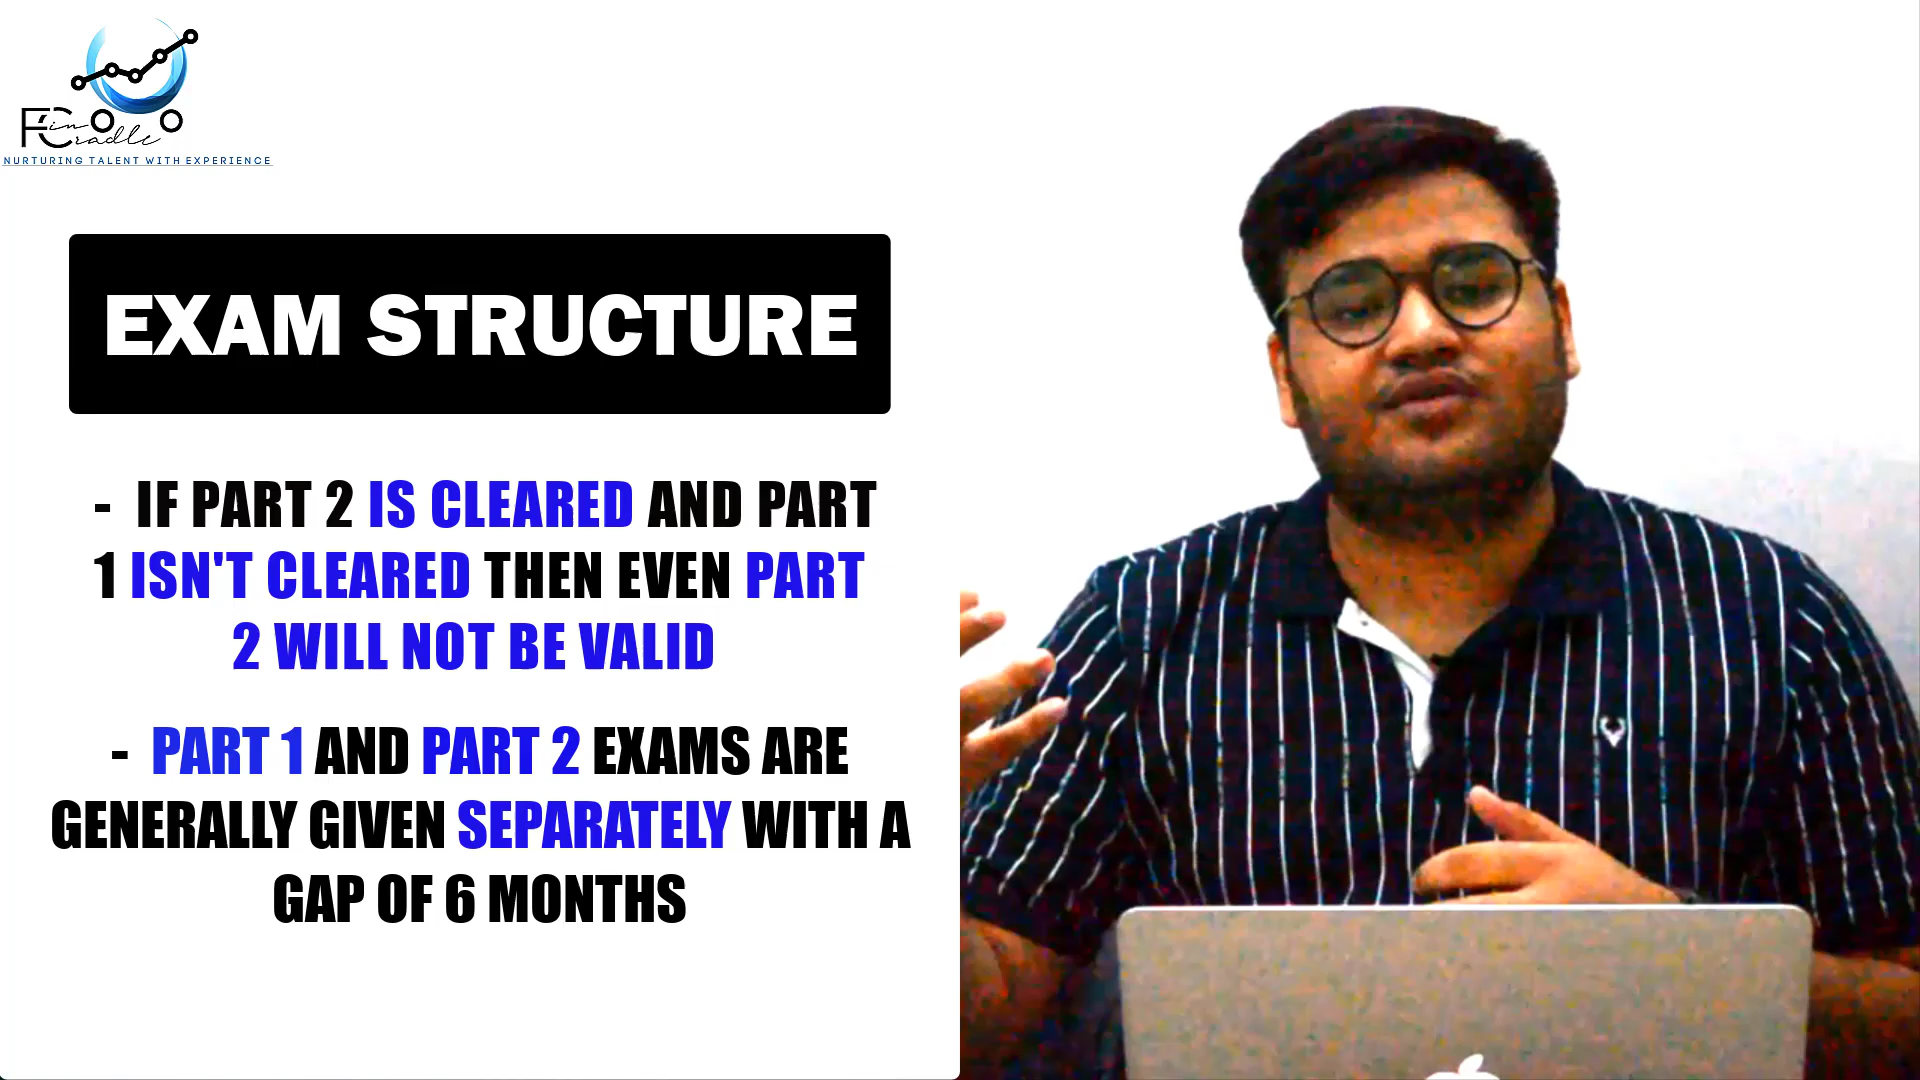 Fin
Cradle
NURTURING TALENT WITH EXPERIENCE
EXAM STRUCTURE
- IF PART 2 IS CLEARED AND PART
1 ISN'T CLEARED THEN EVEN PART
2 WILL NOT BE VALID
- PART 1 AND PART 2 EXAMS ARE
GENERALLY GIVEN SEPARATELY WITH A
GAP OF 6 MONTHS